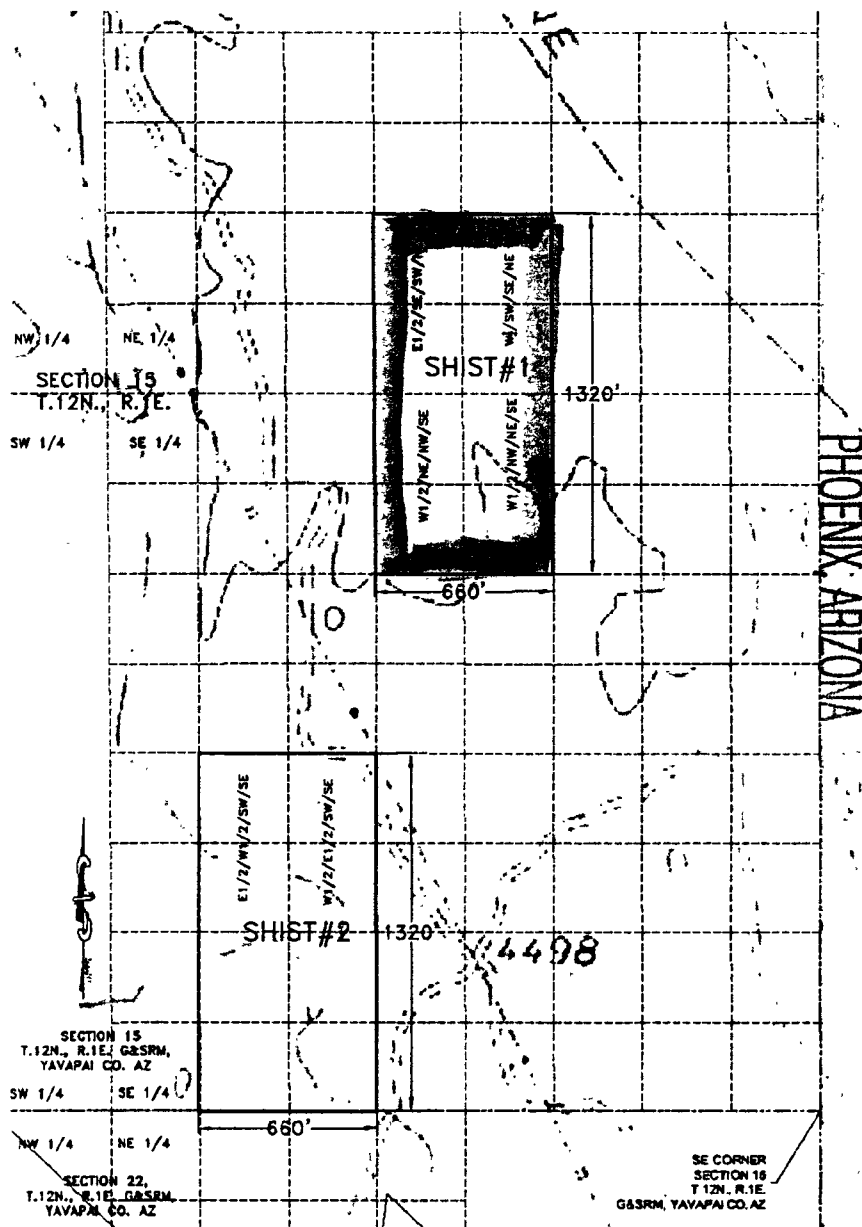 E1/2/SE/SW/
W1/SW/SE/NE
SHIST#1
1320'
W1/2/NE/NW/SE
W1/2/NW/NE/SE
660'
NW 1/4 NE 1/4
SECTION 15
T.12N., R.1E.
SW 1/4 SE 1/4
PHOENIX, ARIZONA
E1/2/W1/2/SW/SE
W1/2/E1/2/SW/SE
SHIST#2
1320'
4498
660'
SECTION 15
T.12N., R.1E. G&SRM,
YAVAPAI CO. AZ
SW 1/4 SE 1/4
NW 1/4 NE 1/4
SECTION 22,
T.12N., R.1E. G&SRM,
YAVAPAI CO. AZ
SE CORNER
SECTION 16
T 12N., R.1E.
G&SRM, YAVAPAI CO. AZ